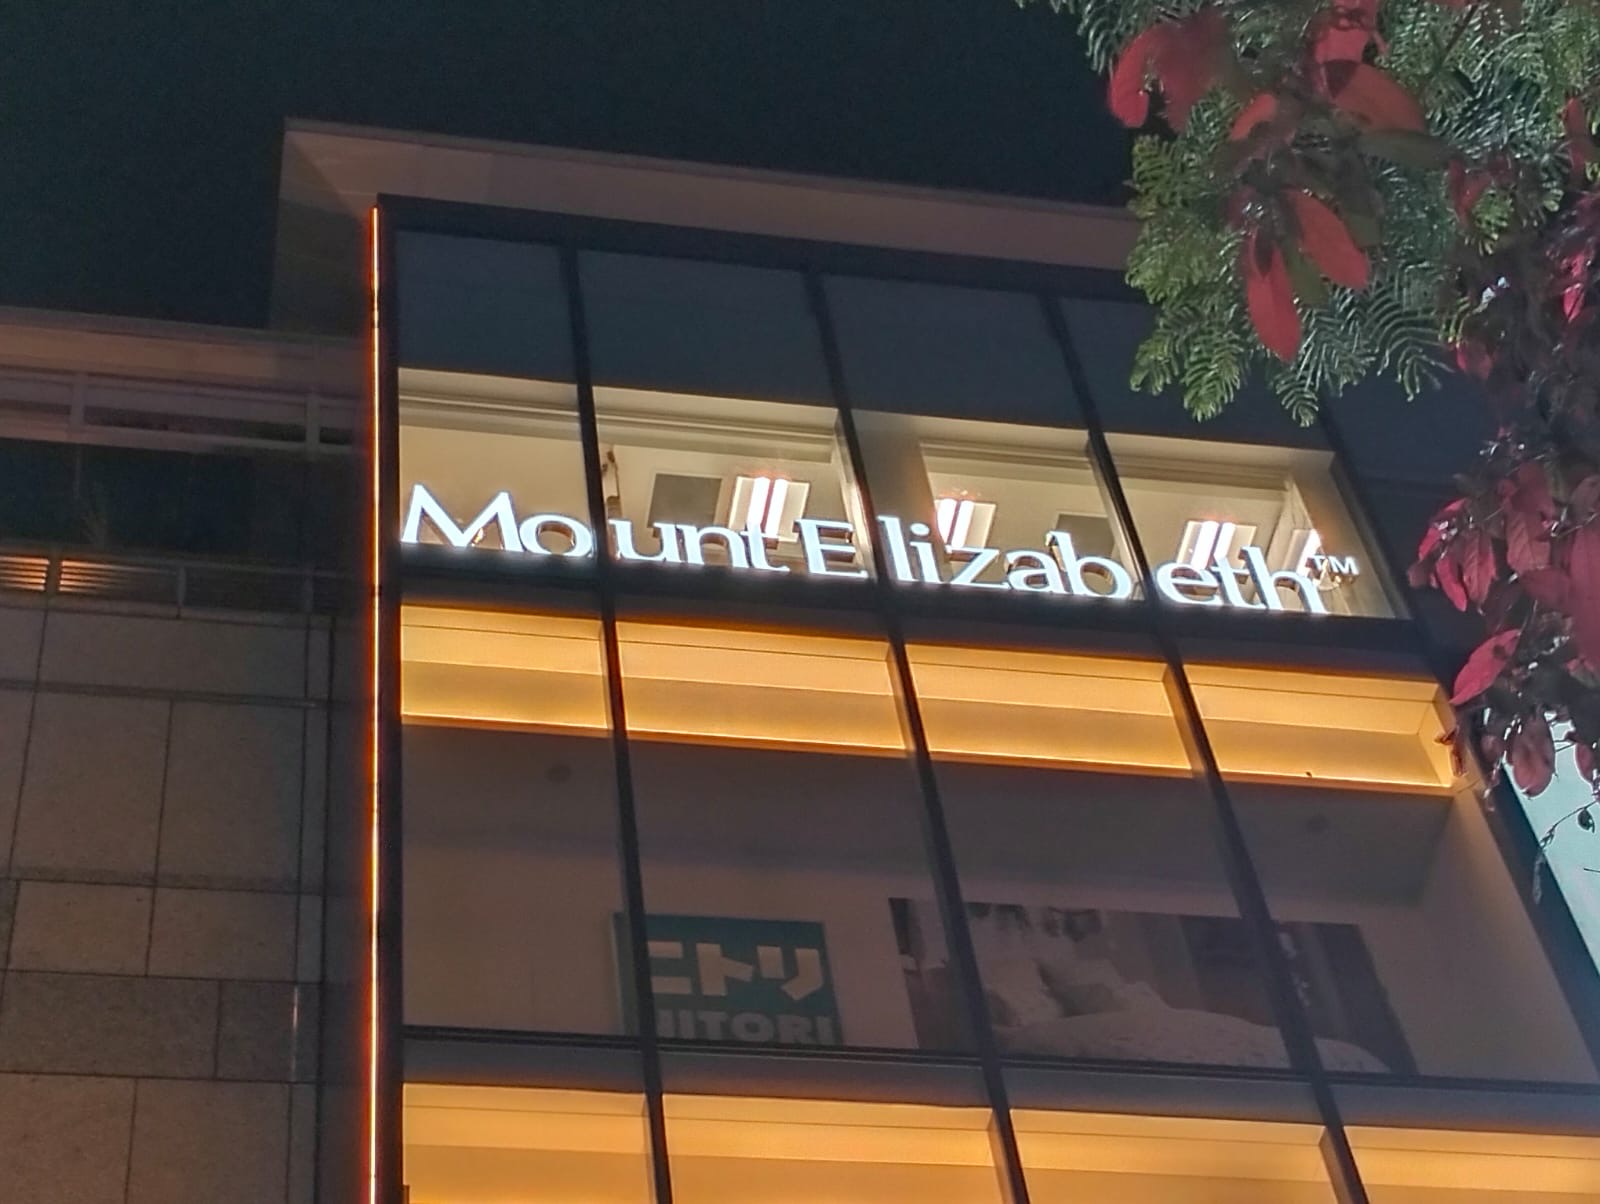 Mount Elizabeth™
ニトリ
NITORI